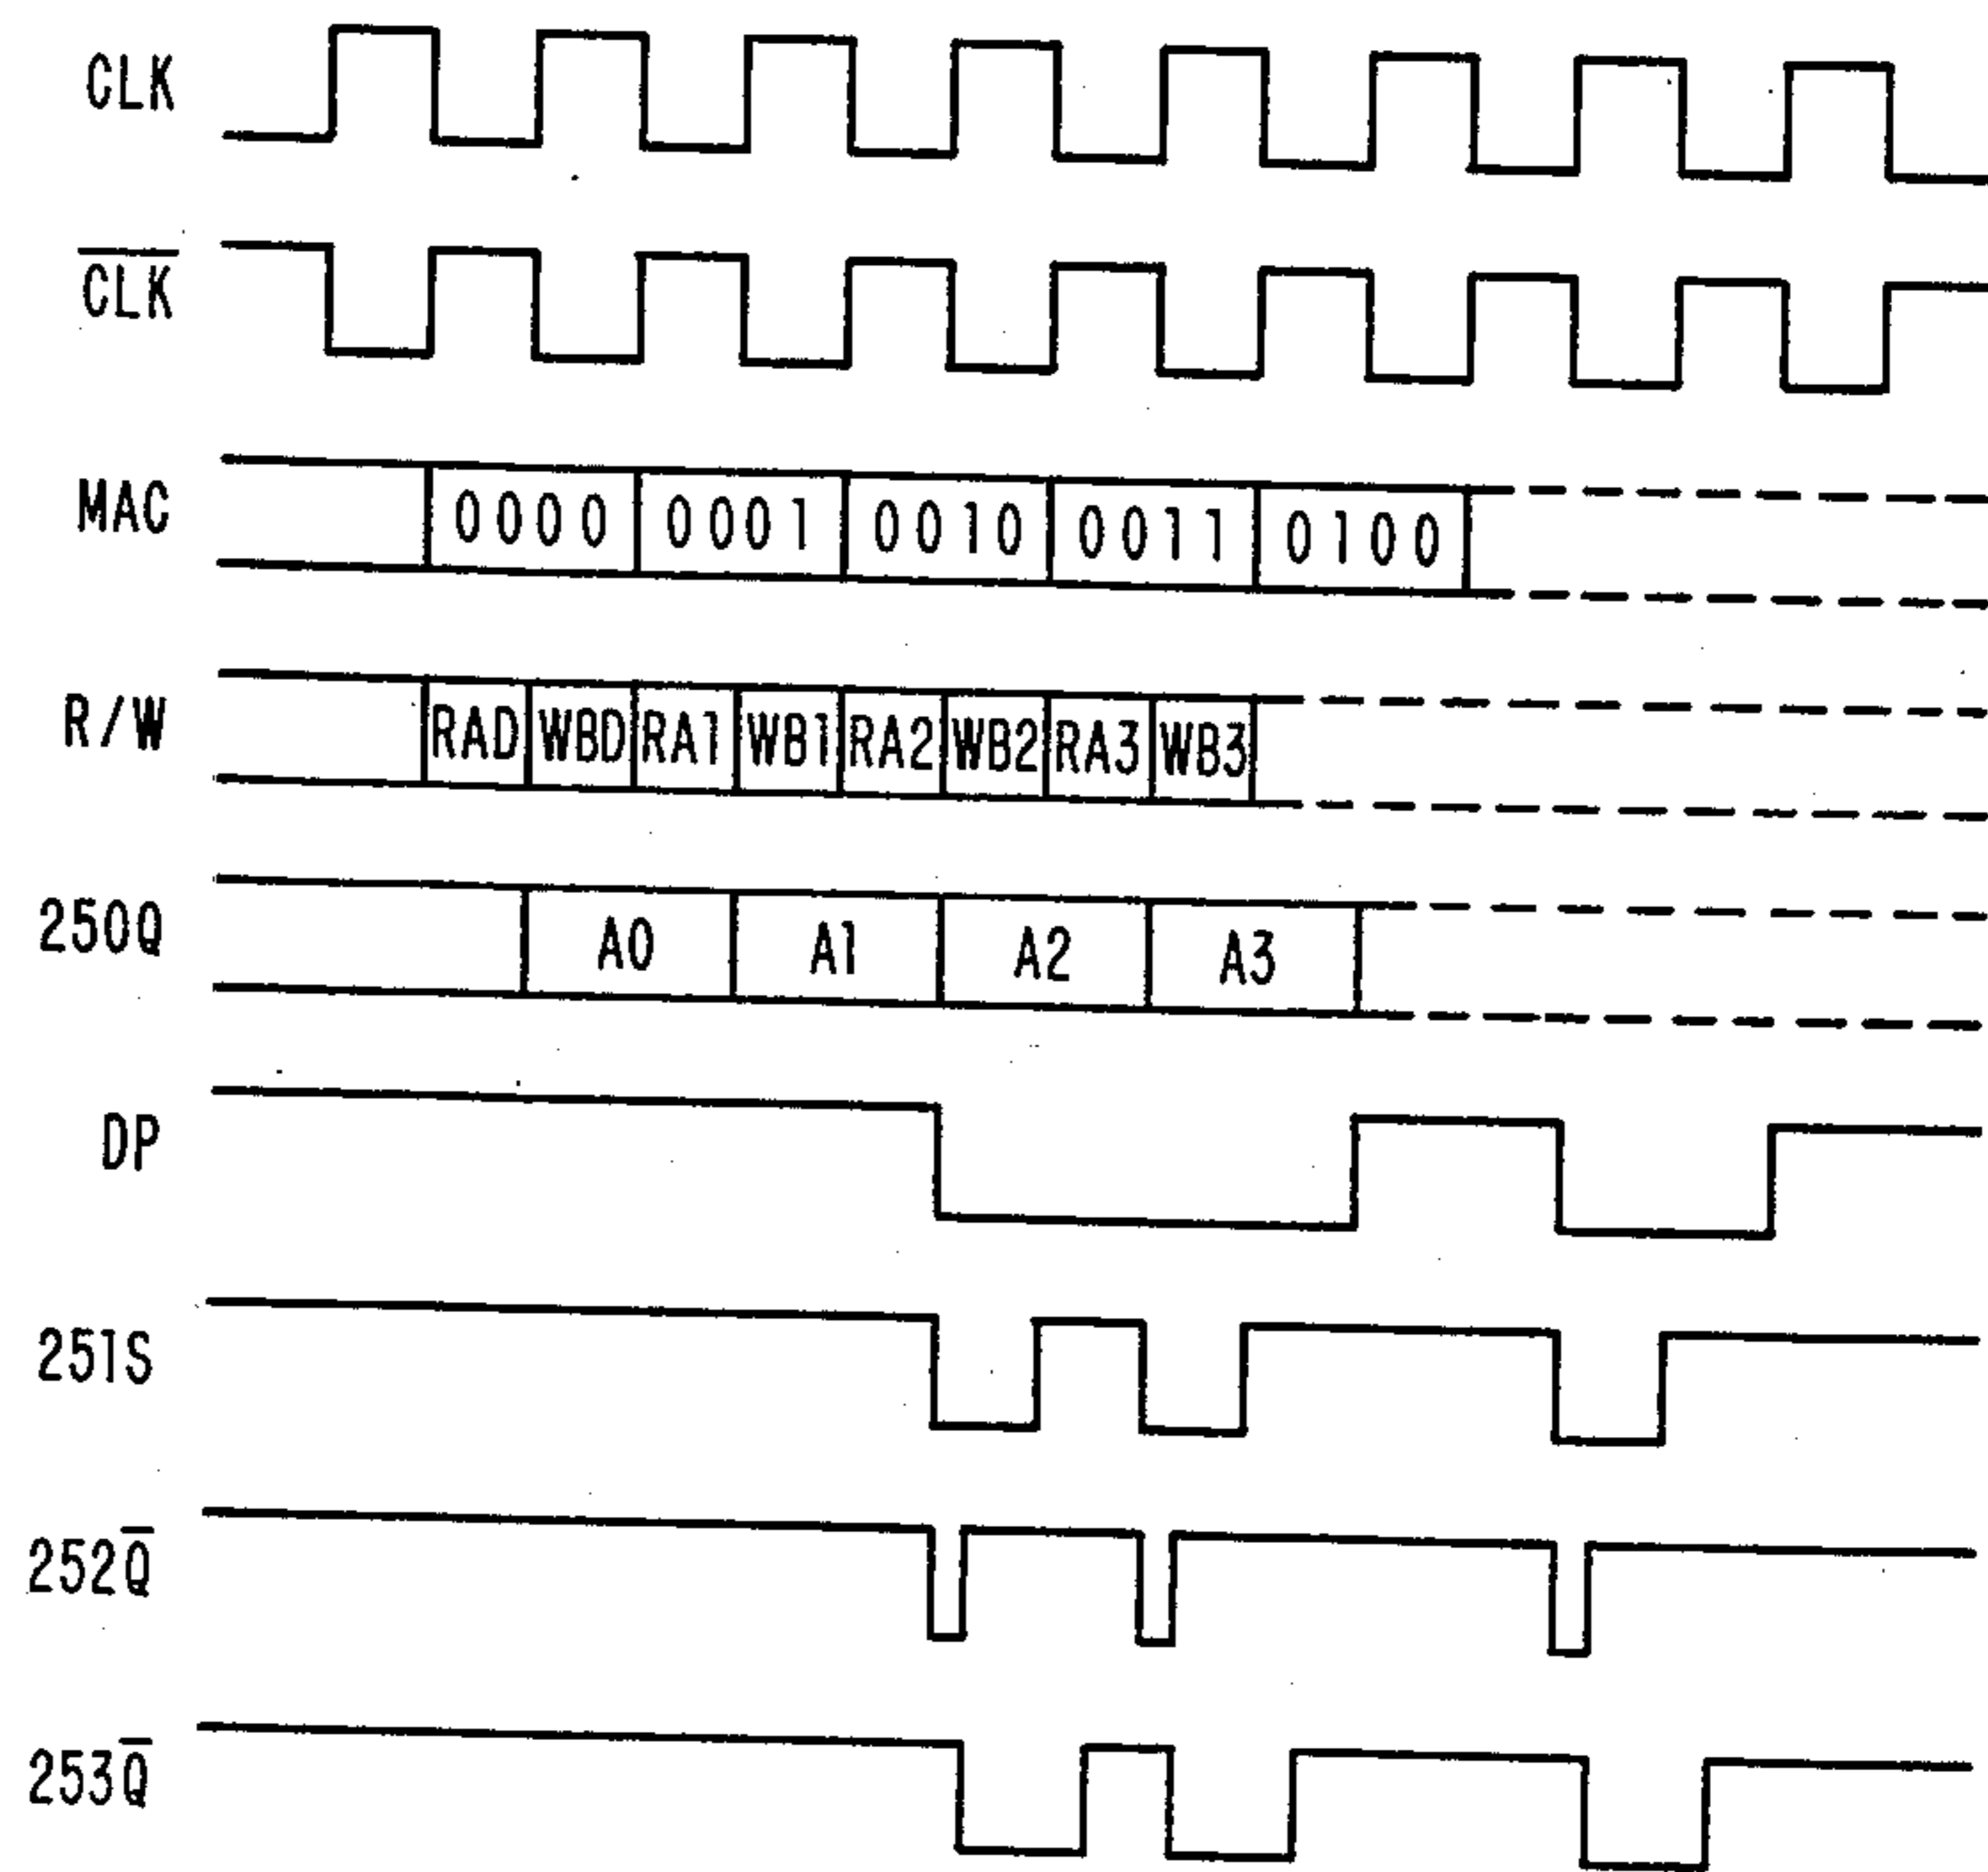 CLK
C̅L̅K̅
MAC 0000 0001 0010 0011 0100
R/W RAD WBD RA1 WB1 RA2 WB2 RA3 WB3
250Q A0 A1 A2 A3
DP
251S
252Q̅
253Q̅